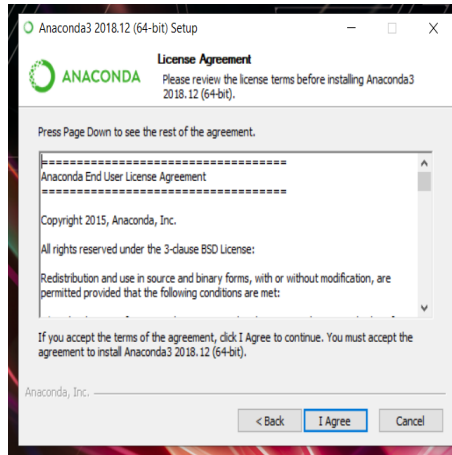 Anaconda3 2018.12 (64-bit) Setup
ANACONDA
License Agreement
Please review the license terms before installing Anaconda3
2018.12 (64-bit).
Press Page Down to see the rest of the agreement.
===================================
Anaconda End User License Agreement
===================================
Copyright 2015, Anaconda, Inc.
All rights reserved under the 3-clause BSD License:
Redistribution and use in source and binary forms, with or without modification, are
permitted provided that the following conditions are met:
If you accept the terms of the agreement, click I Agree to continue. You must accept the
agreement to install Anaconda3 2018.12 (64-bit).
Anaconda, Inc.
< Back
I Agree
Cancel